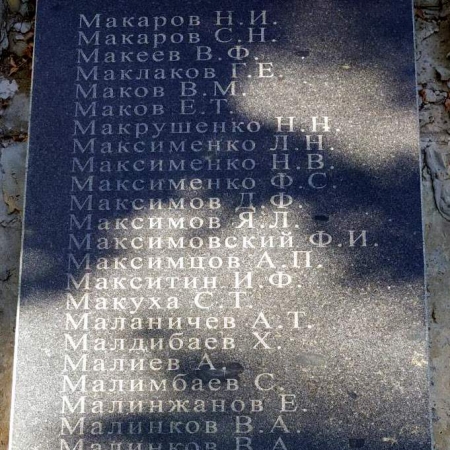 Макаров Н.И.
Макаров С.Н.
Макеев В.Ф.
Маклаков Г.Е.
Маков В.М.
Маков Е.Т.
Макрушенко Н.Н.
Максименко Л.Н.
Максименко Н.В.
Максименко Ф.С.
Максимов Д.Ф.
Максимов Я.Л.
Максимовский Ф.И.
Максимцов А.П.
Макситин И.Ф.
Макуха С.Т.
Маланичев А.Т.
Малдибаев Х.
Малиев А.
Малимбаев С.
Малинжанов Е.
Малинков В.А.
Малинков В.А.